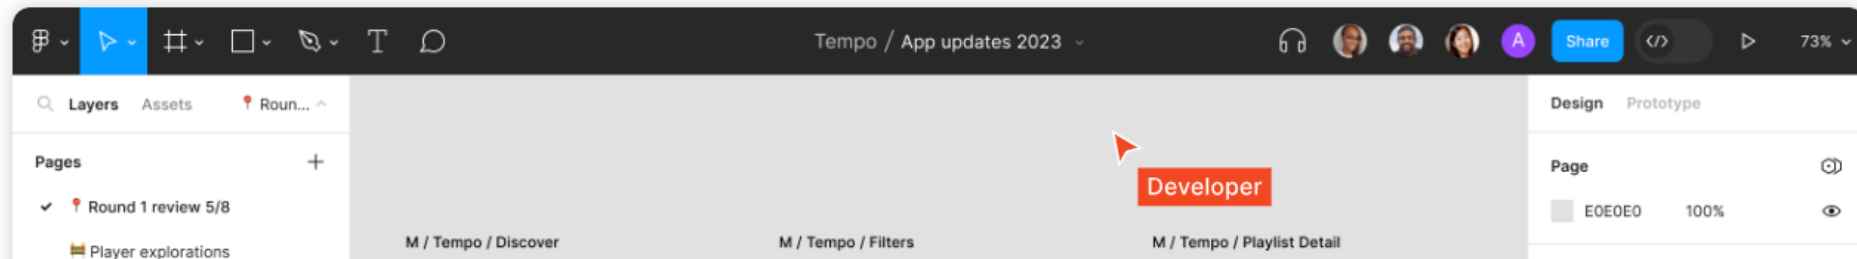 Tempo / App updates 2023
A
Share
</>
73%
Layers Assets Roun...
Design Prototype
Pages
Page
Developer
Round 1 review 5/8
E0E0E0 100%
M / Tempo / Discover
M / Tempo / Filters
M / Tempo / Playlist Detail
Player explorations